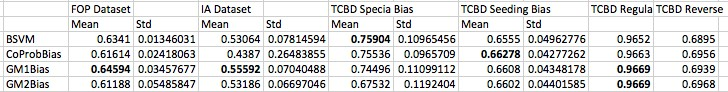 FOP Dataset IA Dataset TCBD Specia Bias TCBD Seeding Bias TCBD Regula TCBD Reverse
Mean Std Mean Std Mean Std Mean Std
BSVM 0.6341 0.01346031 0.53064 0.07814594 0.75904 0.10965456 0.6555 0.04962776 0.9652 0.6895
CoProbBias 0.61614 0.02418063 0.4387 0.26483855 0.75536 0.0965709 0.66278 0.04277262 0.9663 0.6956
GM1Bias 0.64594 0.03457677 0.55592 0.07040488 0.74496 0.11099112 0.6608 0.04348178 0.9669 0.6939
GM2Bias 0.61188 0.05485847 0.53186 0.06697046 0.67532 0.1192404 0.6602 0.04401585 0.9669 0.6968